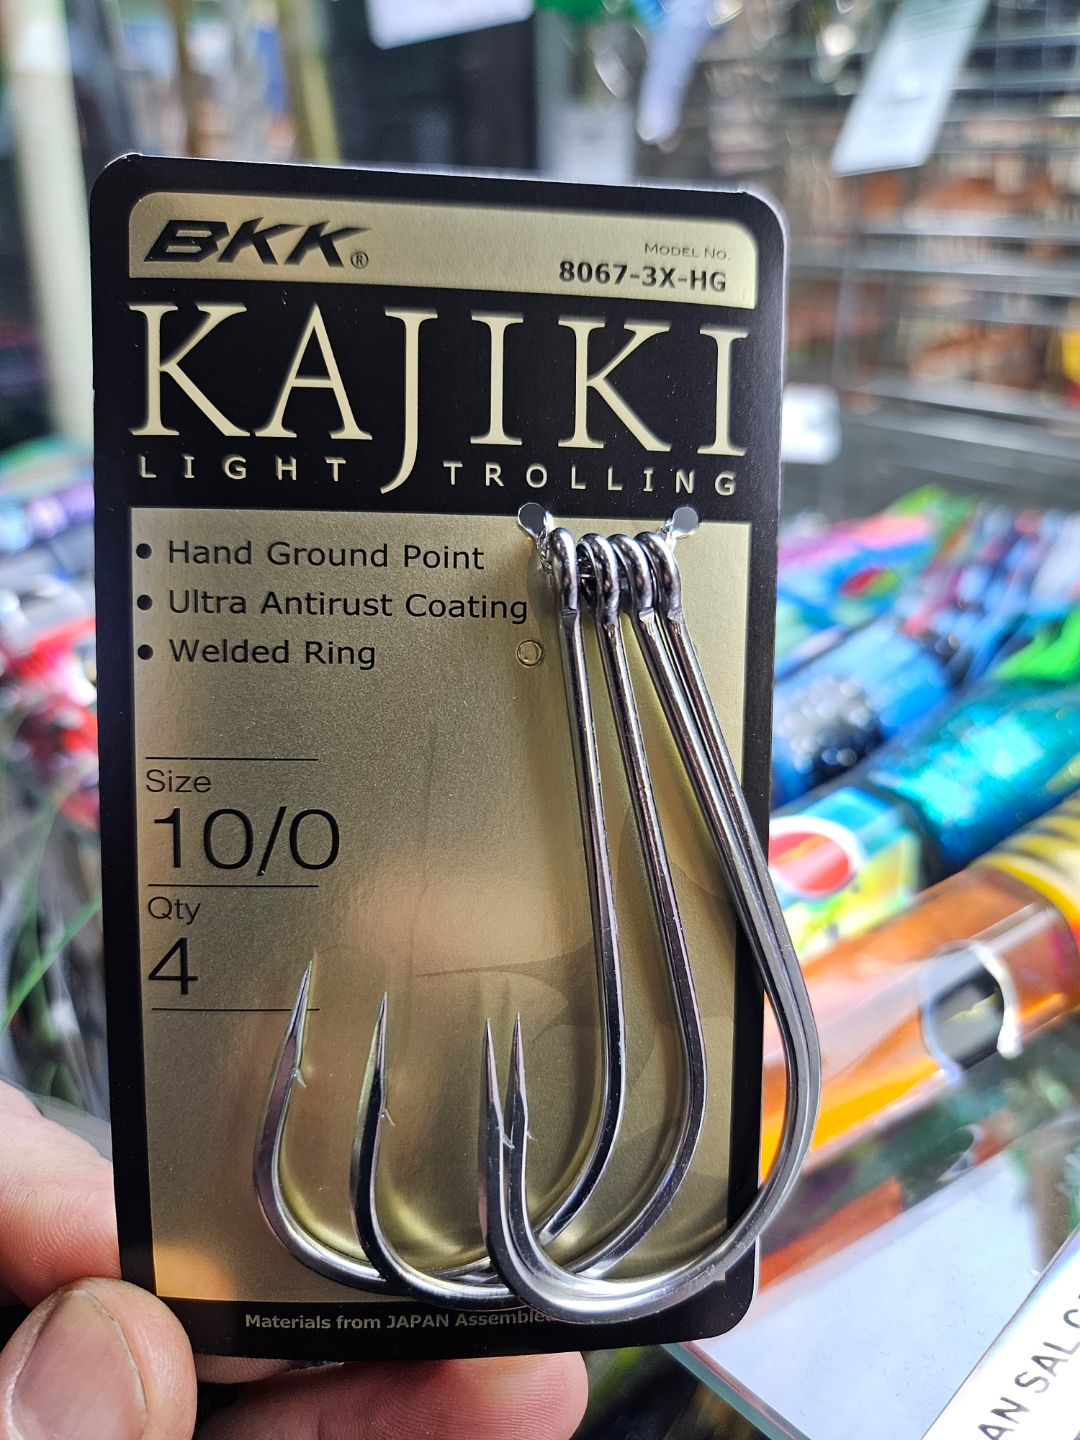 BKK®
MODEL NO.
8067-3X-HG
KAJIKI
LIGHT TROLLING
• Hand Ground Point
• Ultra Antirust Coating
• Welded Ring
Size
10/0
Qty
4
Materials from JAPAN Assembled